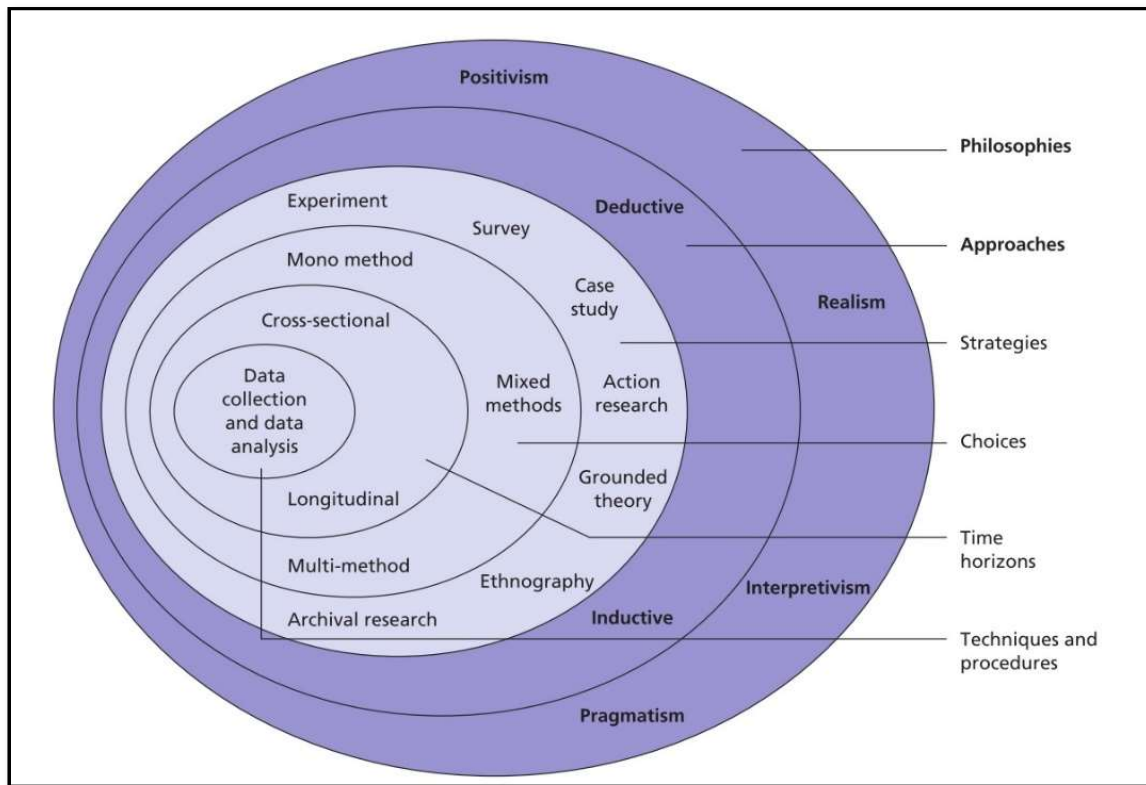 Positivism
Philosophies
Experiment
Deductive
Survey
Approaches
Mono method
Case
study
Realism
Cross-sectional
Strategies
Data
collection
and data
analysis
Mixed
methods
Action
research
Choices
Longitudinal
Grounded
theory
Time
horizons
Multi-method
Ethnography
Interpretivism
Archival research
Inductive
Techniques and
procedures
Pragmatism